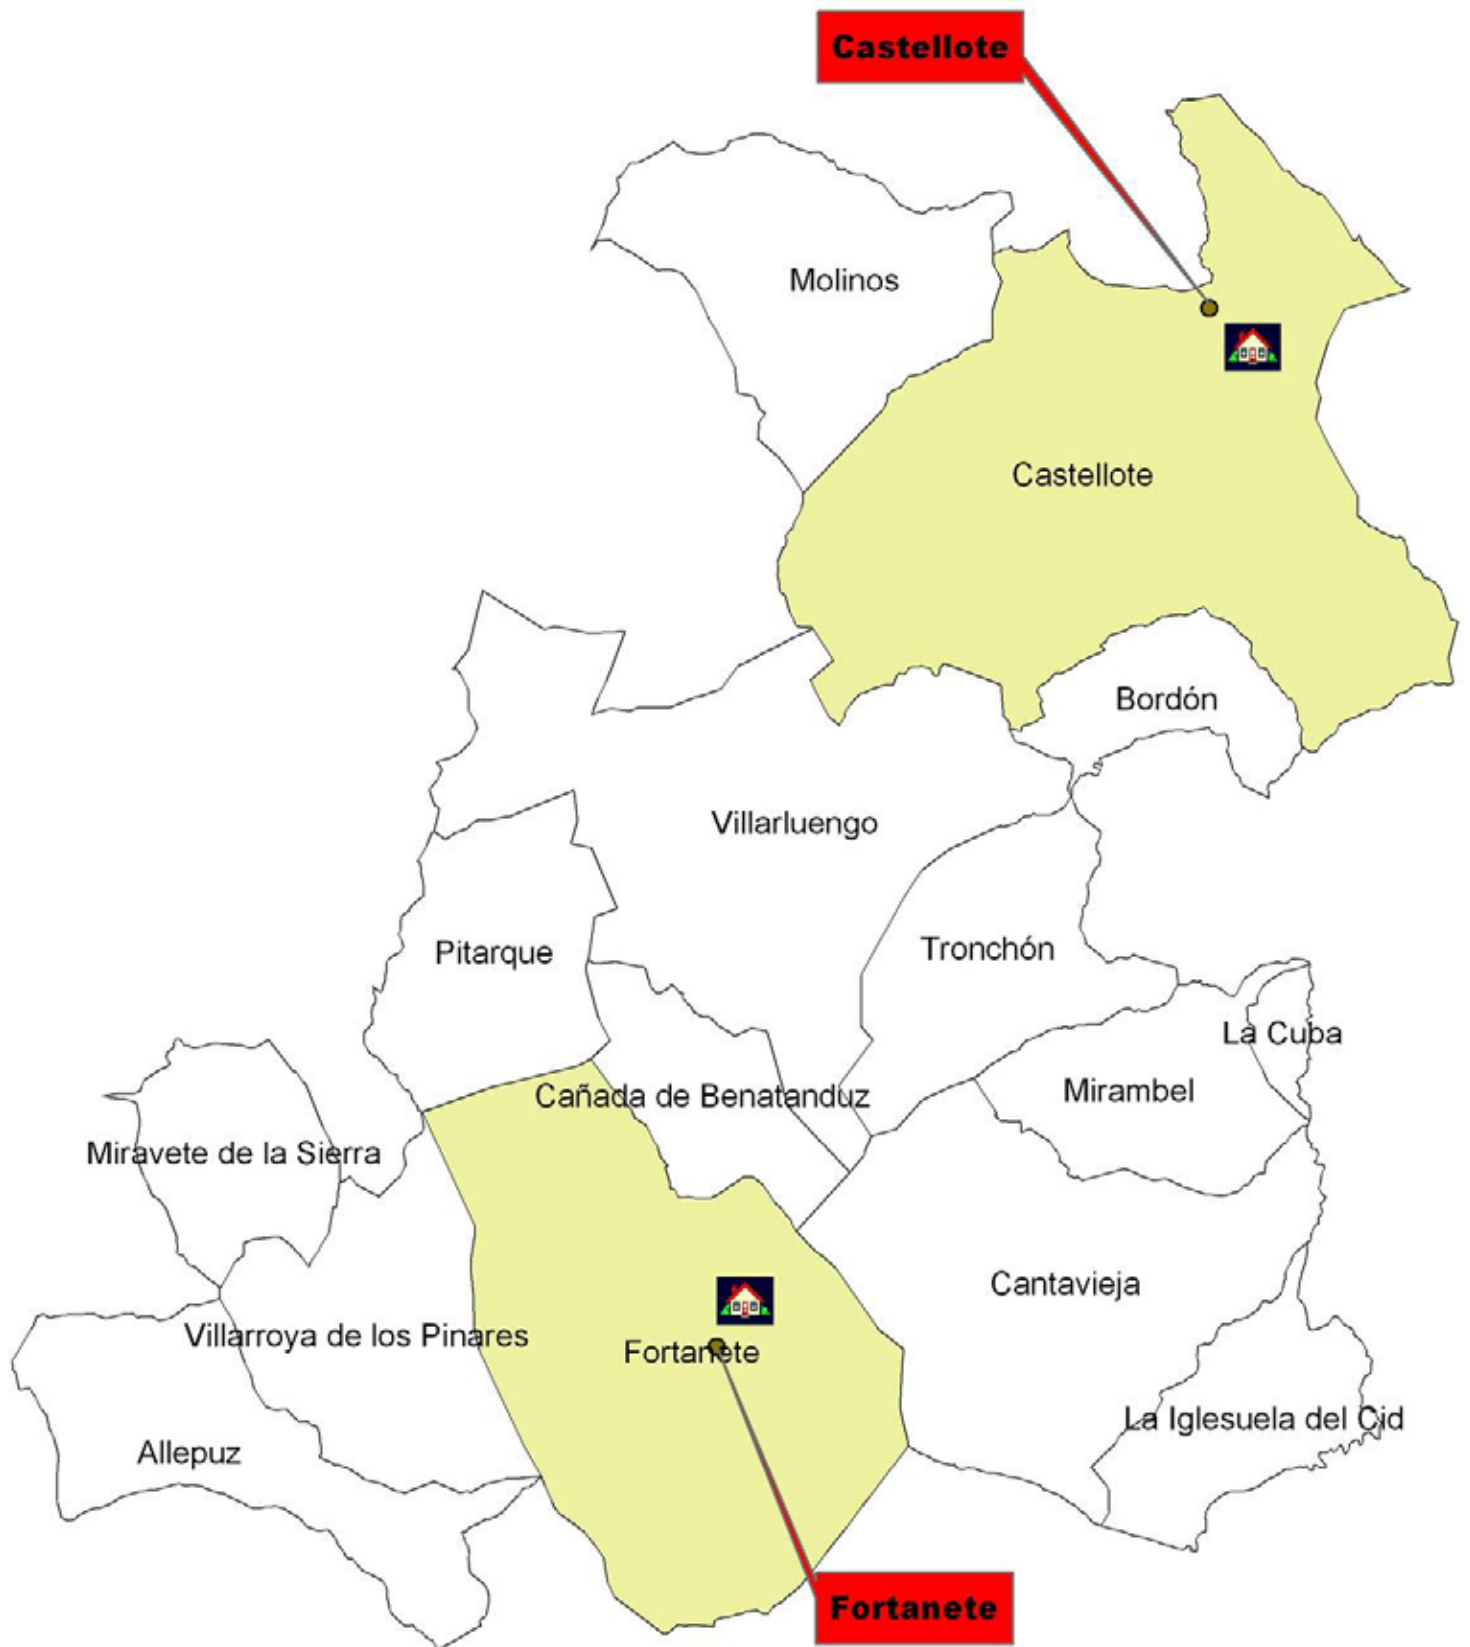 Castellote
Molinos
Castellote
Bordón
Villarluengo
Tronchón
Pitarque
La Cuba
Mirambel
Cañada de Benatanduz
Miravete de la Sierra
Cantavieja
Villarroya de los Pinares
Fortanete
La Iglesuela del Cid
Allepuz
Fortanete